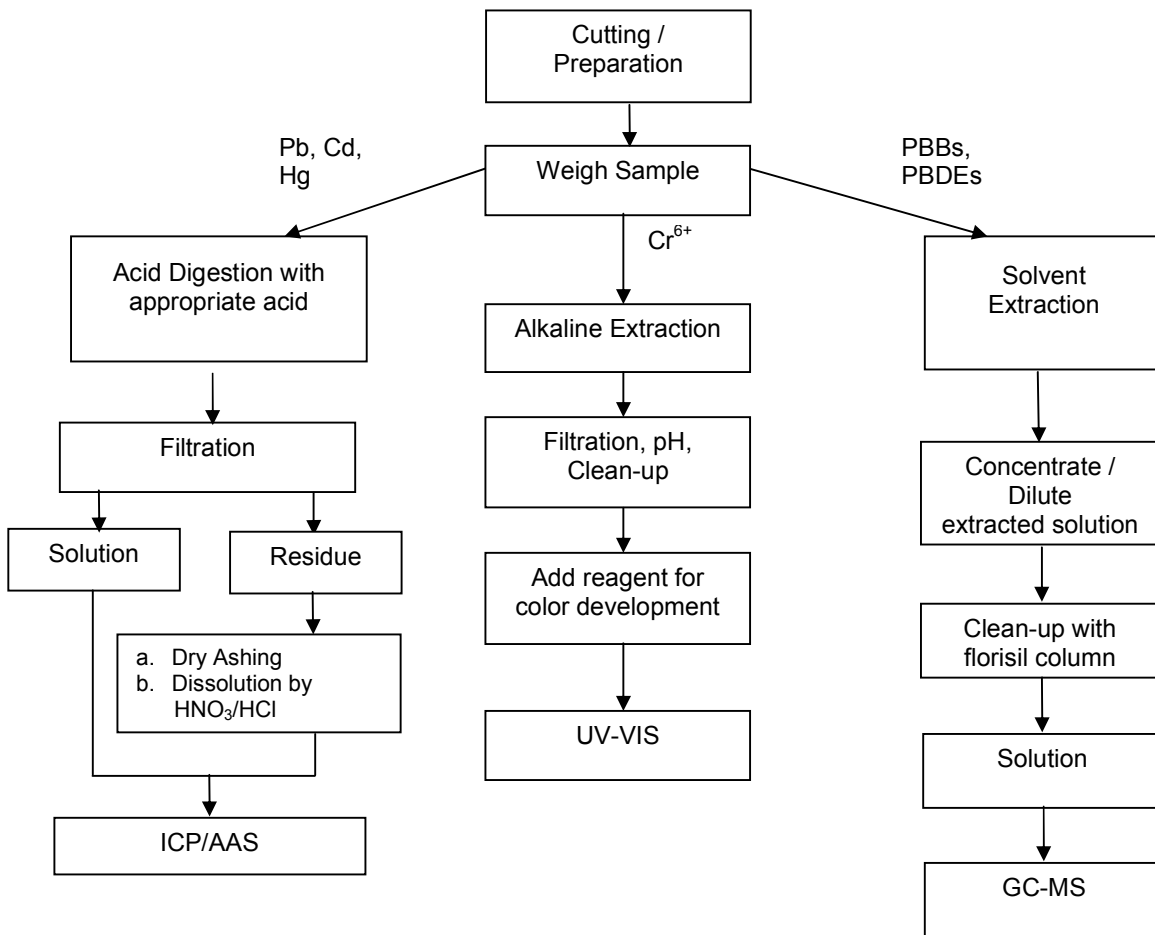 Cutting /
Preparation
Pb, Cd,
Hg
Weigh Sample
PBBs,
PBDEs
Cr⁶⁺
Acid Digestion with
appropriate acid
Alkaline Extraction
Solvent
Extraction
Filtration
Filtration, pH,
Clean-up
Concentrate /
Dilute
extracted solution
Solution
Residue
Add reagent for
color development
a. Dry Ashing
b. Dissolution by
HNO₃/HCl
Clean-up with
florisil column
UV-VIS
Solution
ICP/AAS
GC-MS